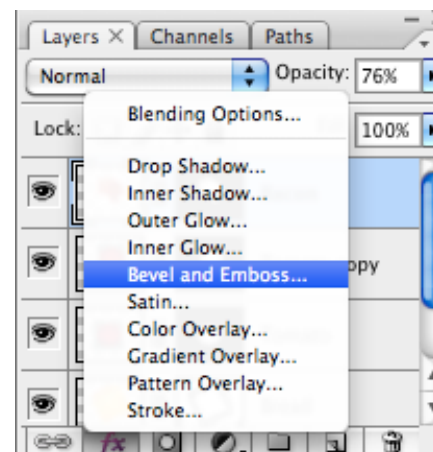 Layers × Channels Paths
Normal Opacity: 76%
Lock: 100%
Blending Options...
Drop Shadow...
Inner Shadow...
Outer Glow...
Inner Glow...
Bevel and Emboss... opy
Satin...
Color Overlay...
Gradient Overlay...
Pattern Overlay...
Stroke...
fx